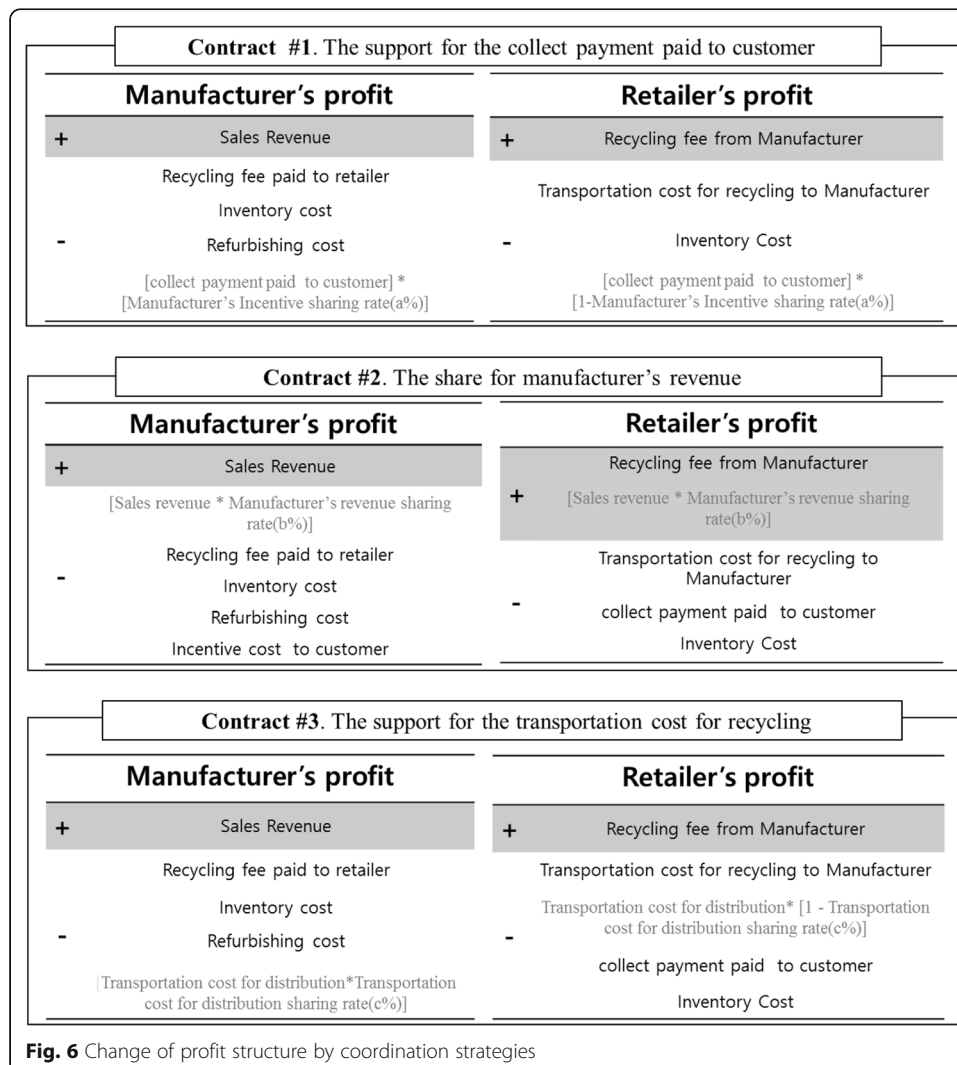 Contract #1. The support for the collect payment paid to customer
Manufacturer's profit
+ Sales Revenue
Recycling fee paid to retailer
Inventory cost
- Refurbishing cost
[collect payment paid to customer] *
[Manufacturer's Incentive sharing rate(a%)]
Retailer's profit
+ Recycling fee from Manufacturer
Transportation cost for recycling to Manufacturer
- Inventory Cost
[collect payment paid to customer] *
[1-Manufacturer's Incentive sharing rate(a%)]
Contract #2. The share for manufacturer's revenue
Manufacturer's profit
+ Sales Revenue
[Sales revenue * Manufacturer's revenue sharing
rate(b%)]
Recycling fee paid to retailer
-
Inventory cost
Refurbishing cost
Incentive cost to customer
Retailer's profit
Recycling fee from Manufacturer
+
[Sales revenue * Manufacturer's revenue sharing
rate(b%)]
Transportation cost for recycling to
Manufacturer
-
collect payment paid to customer
Inventory Cost
Contract #3. The support for the transportation cost for recycling
Manufacturer's profit
+ Sales Revenue
Recycling fee paid to retailer
Inventory cost
- Refurbishing cost
[Transportation cost for distribution*Transportation
cost for distribution sharing rate(c%)]
Retailer's profit
+ Recycling fee from Manufacturer
Transportation cost for recycling to Manufacturer
Transportation cost for distribution* [1 - Transportation
cost for distribution sharing rate(c%)]
-
collect payment paid to customer
Inventory Cost
Fig. 6 Change of profit structure by coordination strategies